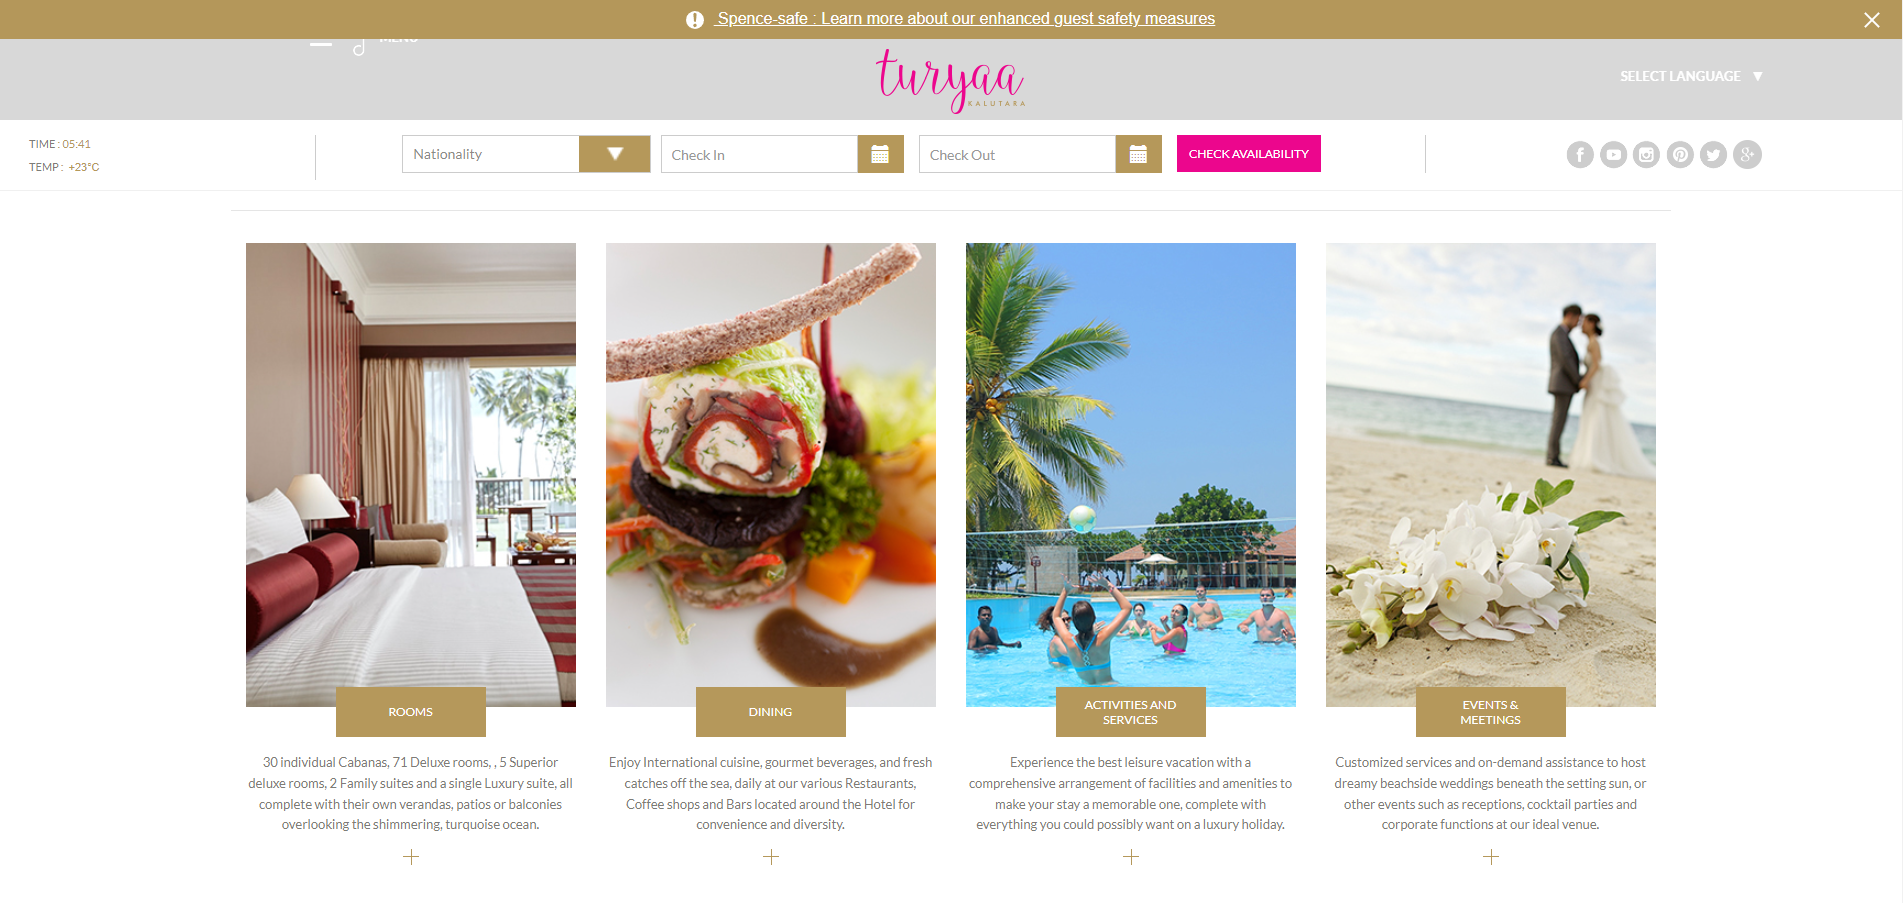 Spence-safe : Learn more about our enhanced guest safety measures
MENU
turyaa
KALUTARA
SELECT LANGUAGE
TIME : 05:41
TEMP : +23°C
Nationality
Check In
Check Out
CHECK AVAILABILITY
ROOMS
30 individual Cabanas, 71 Deluxe rooms, , 5 Superior
deluxe rooms, 2 Family suites and a single Luxury suite, all
complete with their own verandas, patios or balconies
overlooking the shimmering, turquoise ocean.
DINING
Enjoy International cuisine, gourmet beverages, and fresh
catches off the sea, daily at our various Restaurants,
Coffee shops and Bars located around the Hotel for
convenience and diversity.
ACTIVITIES AND
SERVICES
Experience the best leisure vacation with a
comprehensive arrangement of facilities and amenities to
make your stay a memorable one, complete with
everything you could possibly want on a luxury holiday.
EVENTS &
MEETINGS
Customized services and on-demand assistance to host
dreamy beachside weddings beneath the setting sun, or
other events such as receptions, cocktail parties and
corporate functions at our ideal venue.